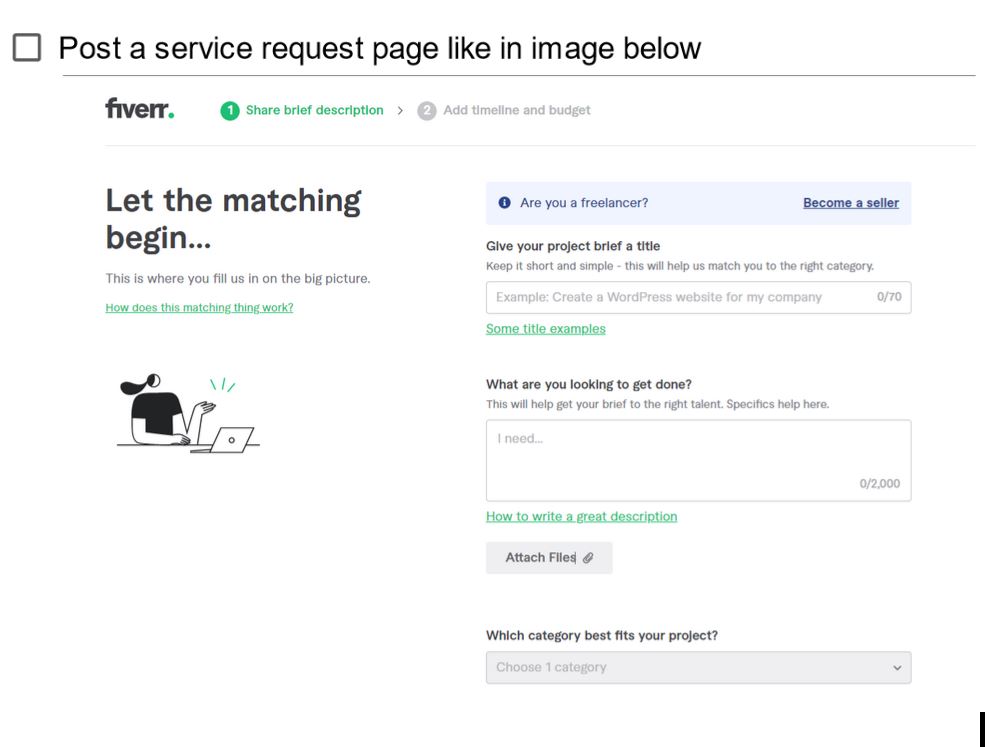 Post a service request page like in image below
fiverr.
1 Share brief description > 2 Add timeline and budget
Let the matching
begin...
This is where you fill us in on the big picture.
How does this matching thing work?
Are you a freelancer? Become a seller
Give your project brief a title
Keep it short and simple - this will help us match you to the right category.
Example: Create a WordPress website for my company 0/70
Some title examples
What are you looking to get done?
This will help get your brief to the right talent. Specifics help here.
I need...
0/2,000
How to write a great description
Attach Files
Which category best fits your project?
Choose 1 category